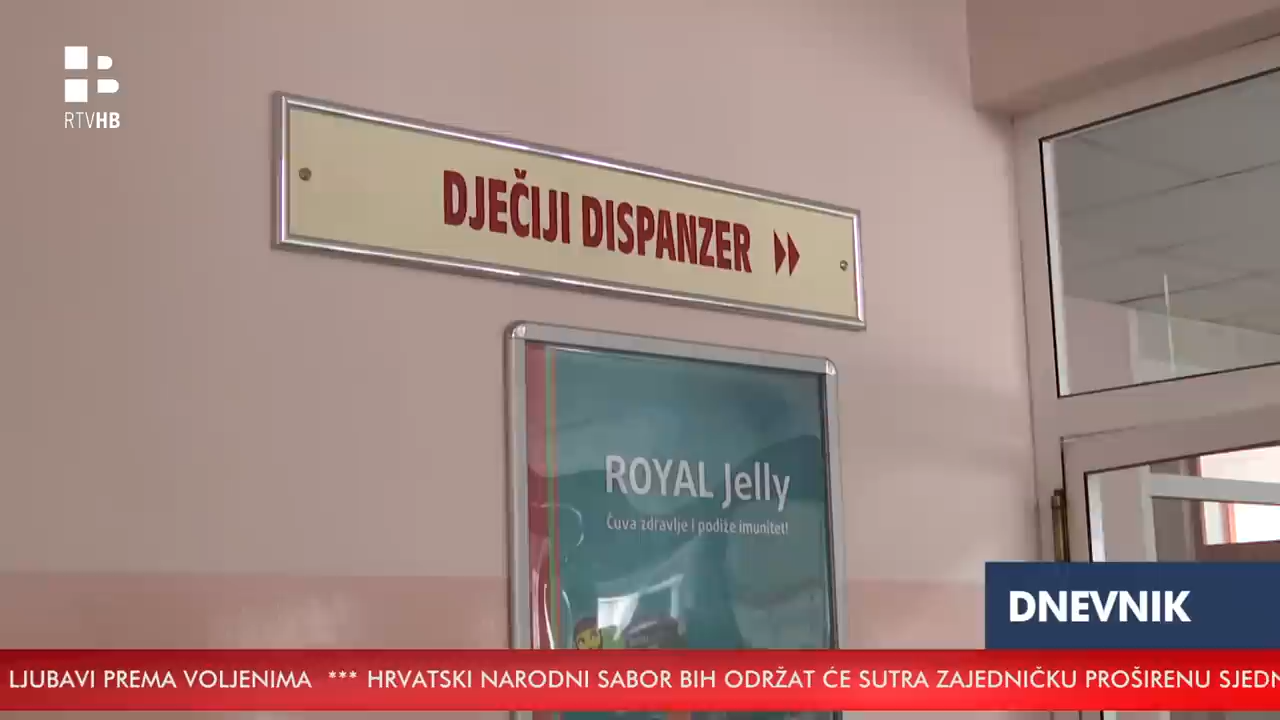 RTVHB
DJEČIJI DISPANZER
ROYAL Jelly
Čuva zdravlje i podiže imunitet!
DNEVNIK
LJUBAVI PREMA VOLJENIMA *** HRVATSKI NARODNI SABOR BIH ODRŽAT ĆE SUTRA ZAJEDNIČKU PROŠIRENU SJEDN